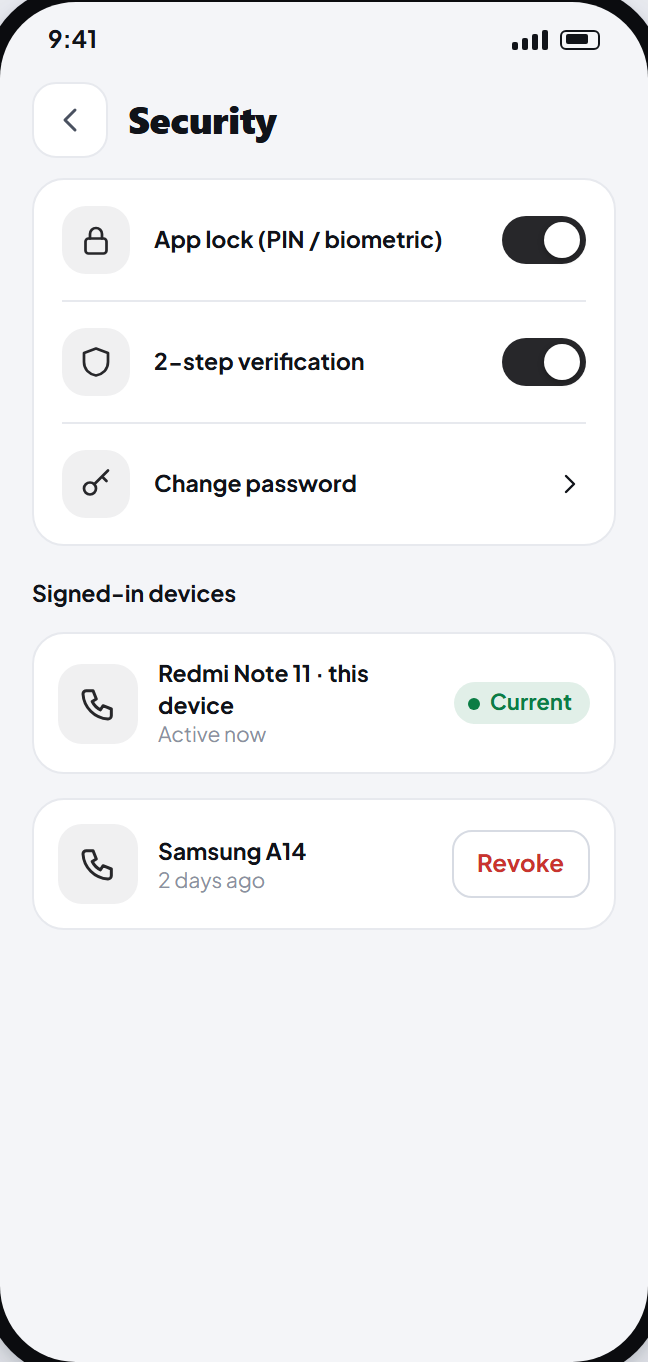 9:41
Security
App lock (PIN / biometric)
2-step verification
Change password
Signed-in devices
Redmi Note 11 · this
device
Active now
Current
Samsung A14
2 days ago
Revoke